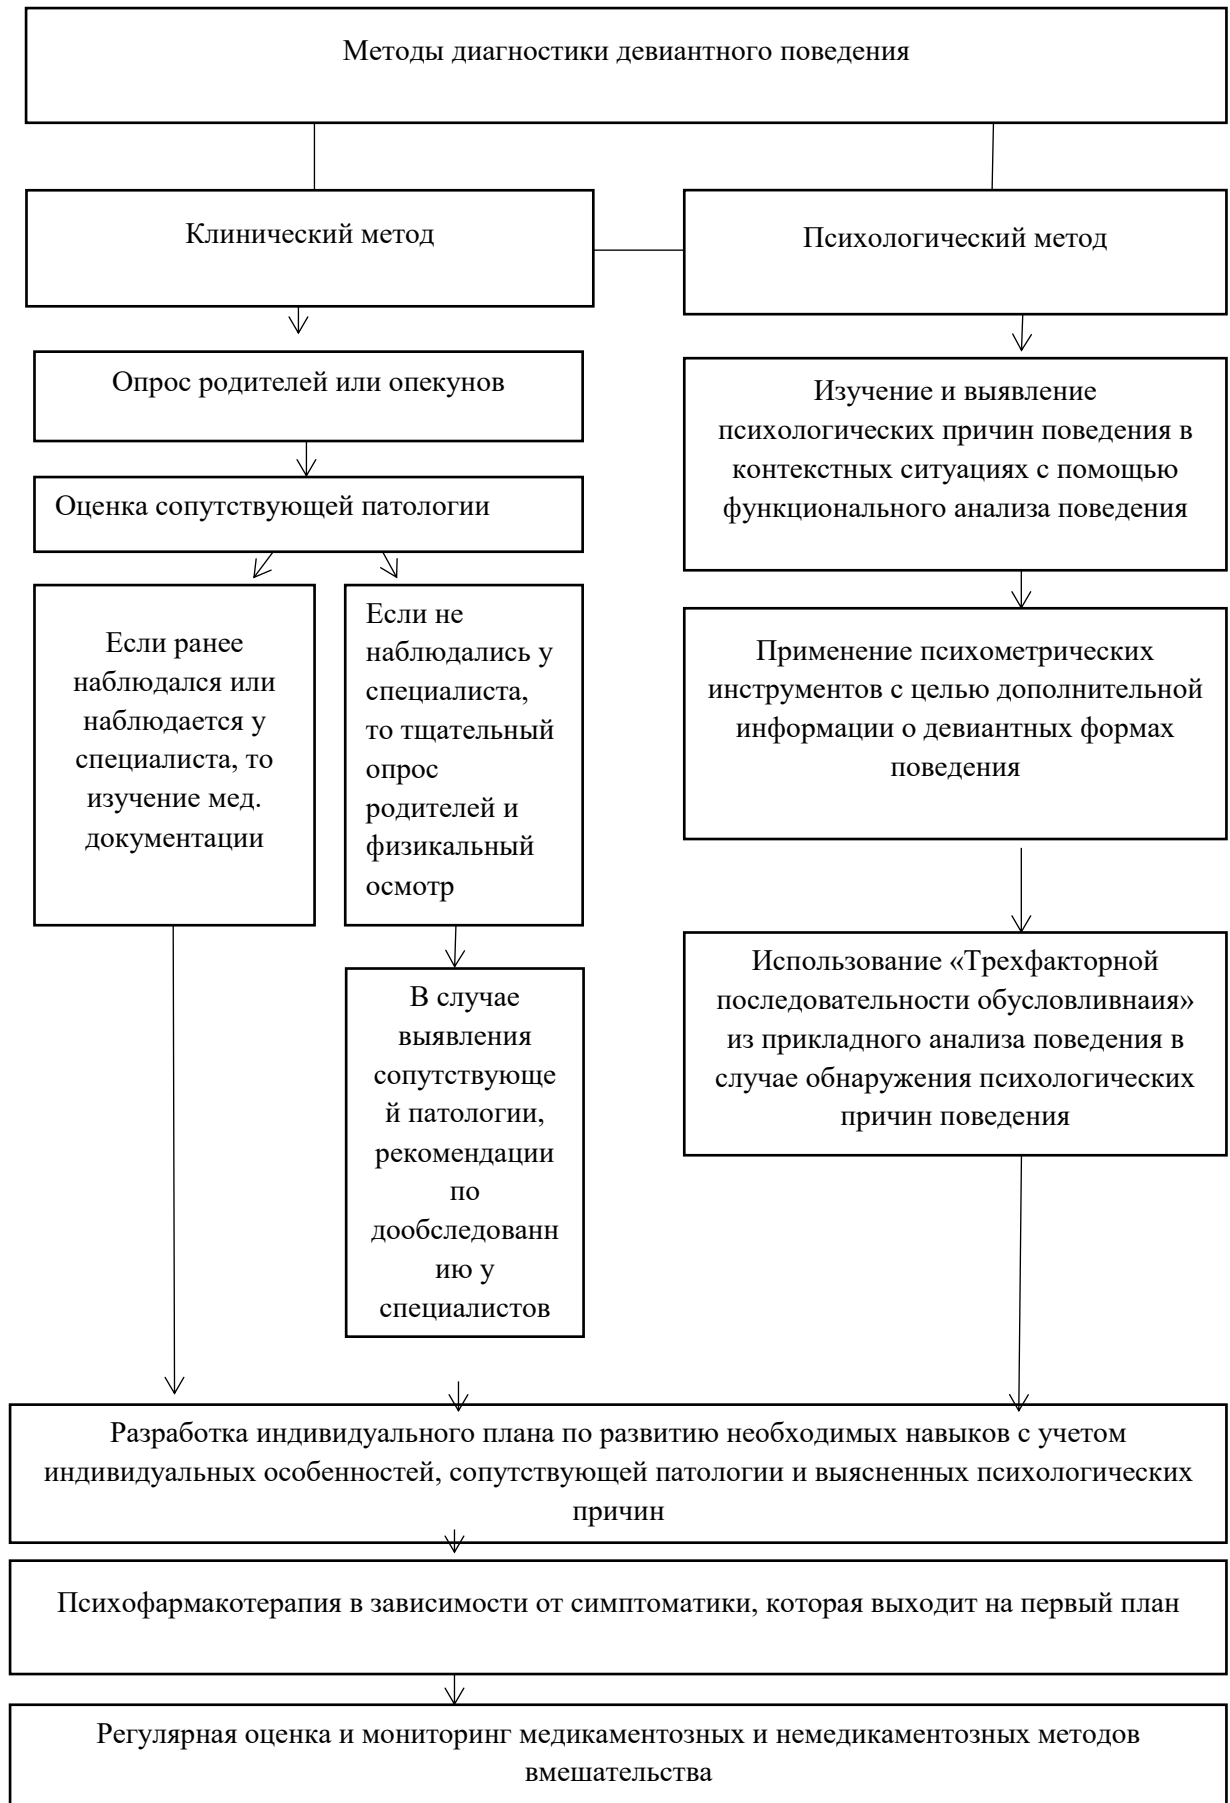 Методы диагностики девиантного поведения
Клинический метод
Психологический метод
Опрос родителей или опекунов
Оценка сопутствующей патологии
Если ранее
наблюдался или
наблюдается у
специалиста, то
изучение мед.
документации
Если не
наблюдались у
специалиста,
то тщательный
опрос
родителей и
физикальный
осмотр
В случае
выявления
сопутствующе
й патологии,
рекомендации
по
дообследованн
ию у
специалистов
Изучение и выявление
психологических причин поведения в
контекстных ситуациях с помощью
функционального анализа поведения
Применение психометрических
инструментов с целью дополнительной
информации о девиантных формах
поведения
Использование «Трехфакторной
последовательности обусловливнаия»
из прикладного анализа поведения в
случае обнаружения психологических
причин поведения
Разработка индивидуального плана по развитию необходимых навыков с учетом
индивидуальных особенностей, сопутствующей патологии и выясненных психологических
причин
Психофармакотерапия в зависимости от симптоматики, которая выходит на первый план
Регулярная оценка и мониторинг медикаментозных и немедикаментозных методов
вмешательства